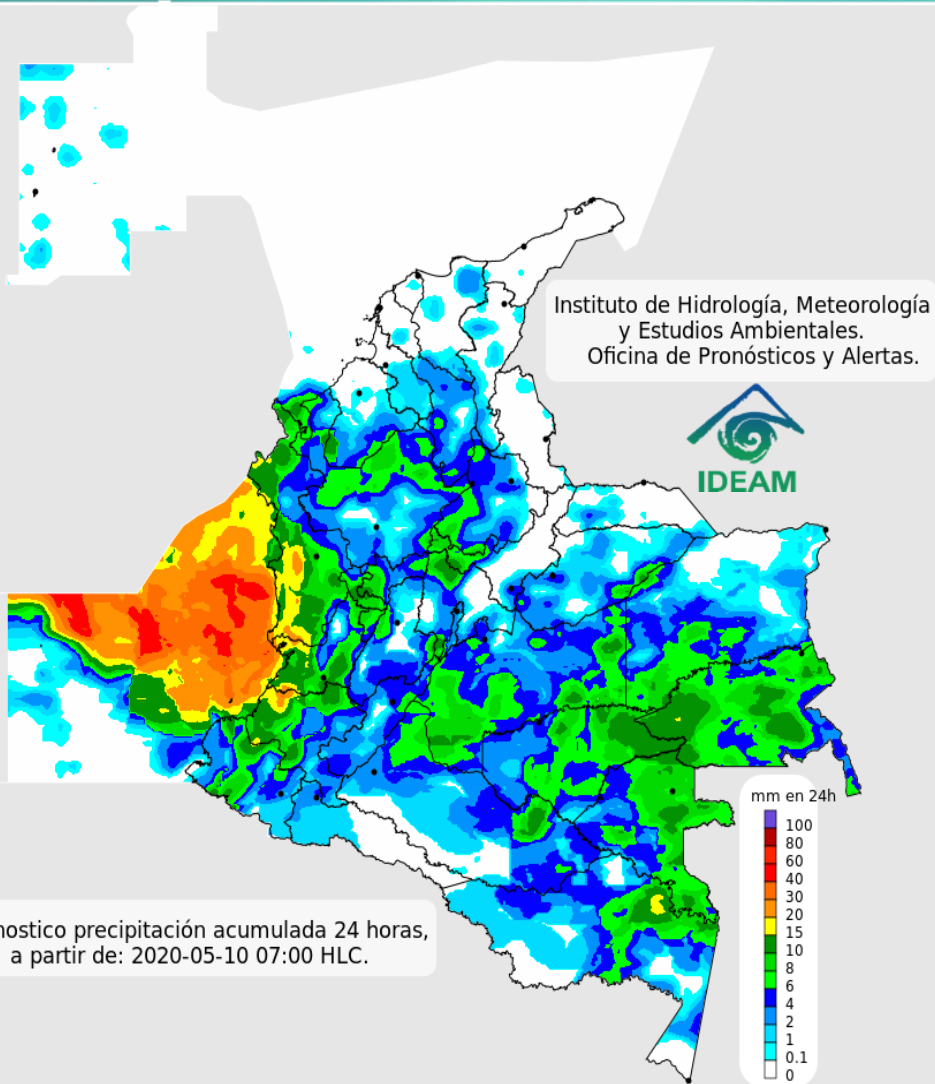 Instituto de Hidrología, Meteorología
y Estudios Ambientales.
Oficina de Pronósticos y Alertas.
IDEAM
mm en 24h
100
80
60
40
30
20
15
10
8
6
4
2
1
0.1
0
nostico precipitación acumulada 24 horas,
a partir de: 2020-05-10 07:00 HLC.